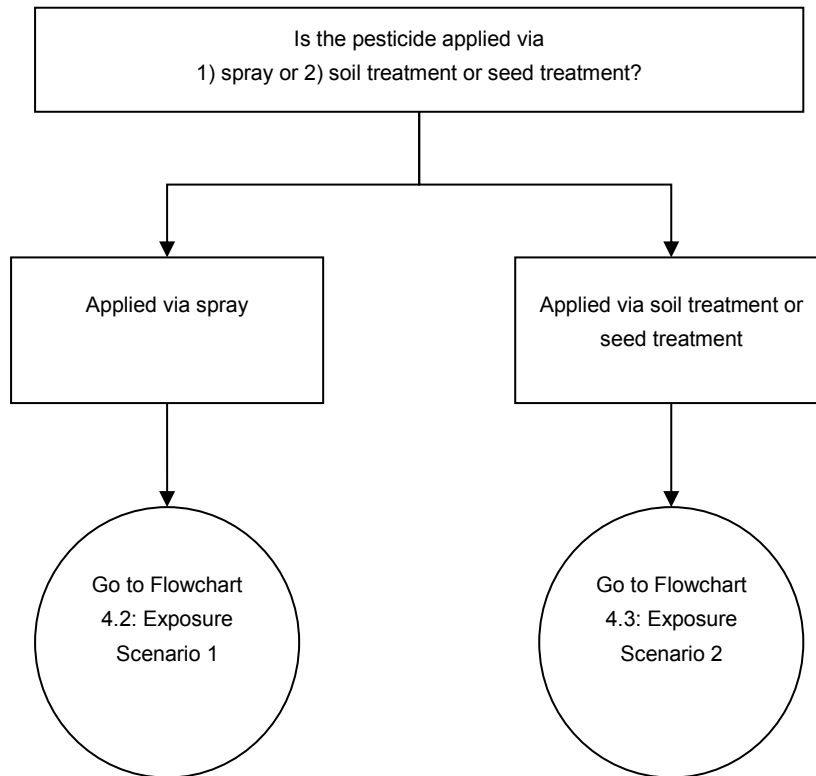 Is the pesticide applied via
1) spray or 2) soil treatment or seed treatment?
Applied via spray
Applied via soil treatment or
seed treatment
Go to Flowchart
4.2: Exposure
Scenario 1
Go to Flowchart
4.3: Exposure
Scenario 2